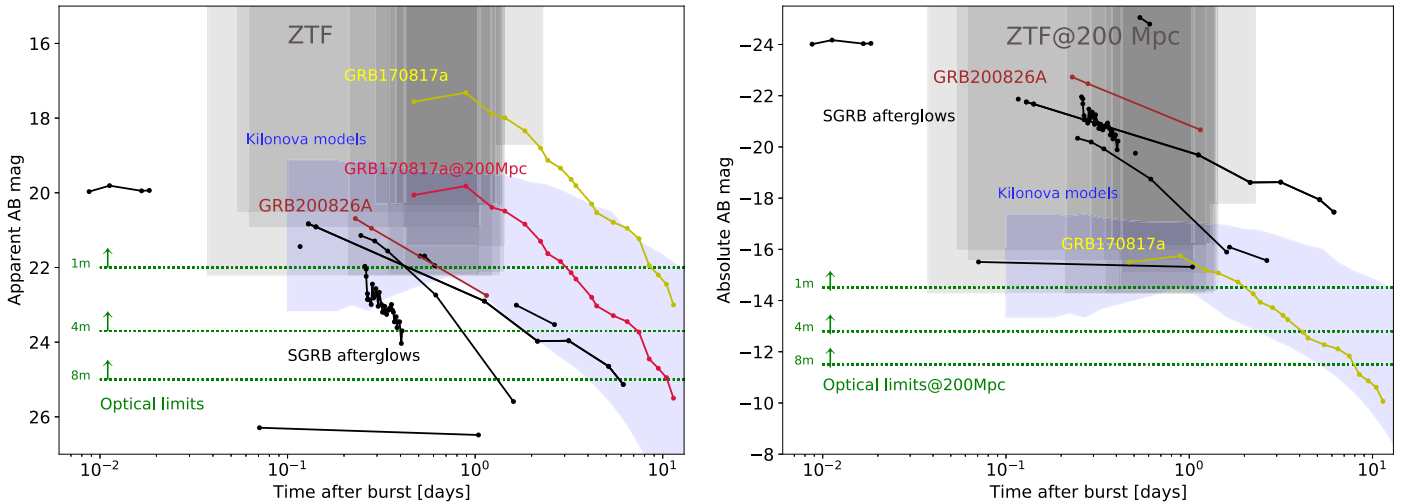 ZTF
GRB170817a
Kilonova models
GRB170817a@200Mpc
GRB200826A
1m
4m
SGRB afterglows
8m
Optical limits
16
18
20
22
24
26
Apparent AB mag
10⁻²
10⁻¹
10⁰
10¹
Time after burst [days]
ZTF@200 Mpc
GRB200826A
SGRB afterglows
Kilonova models
GRB170817a
1m
4m
8m
Optical limits@200Mpc
−24
−22
−20
−18
−16
−14
−12
−10
−8
Absolute AB mag
10⁻²
10⁻¹
10⁰
10¹
Time after burst [days]